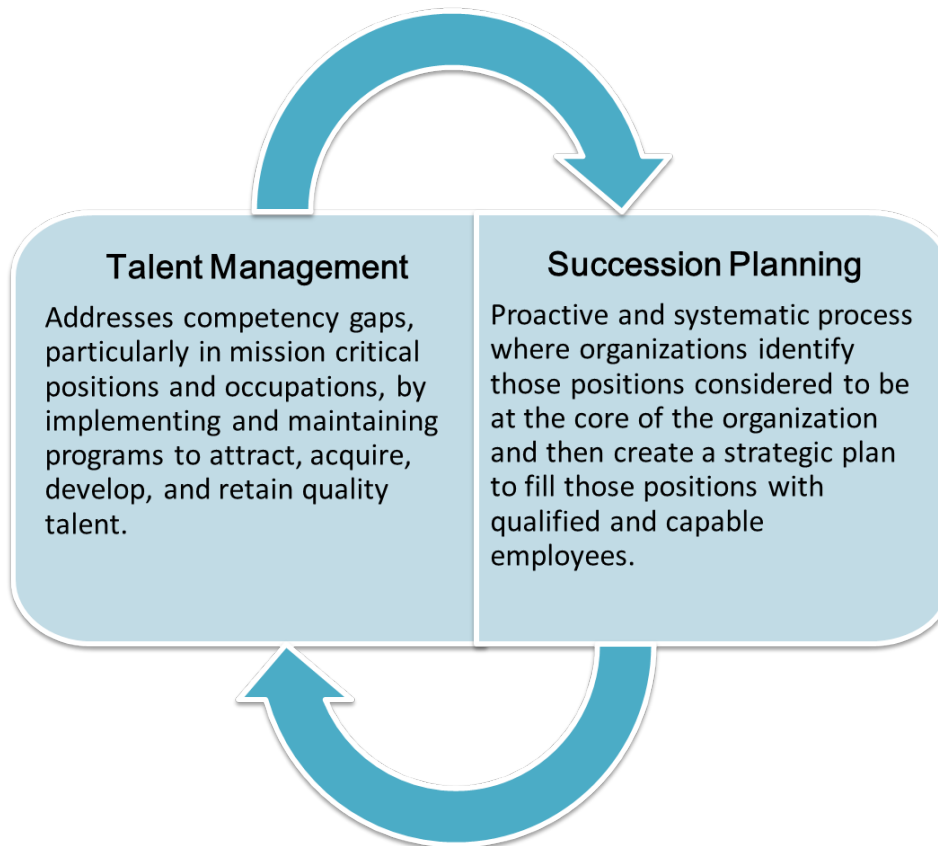 Talent Management
Addresses competency gaps,
particularly in mission critical
positions and occupations, by
implementing and maintaining
programs to attract, acquire,
develop, and retain quality
talent.
Succession Planning
Proactive and systematic process
where organizations identify
those positions considered to be
at the core of the organization
and then create a strategic plan
to fill those positions with
qualified and capable
employees.